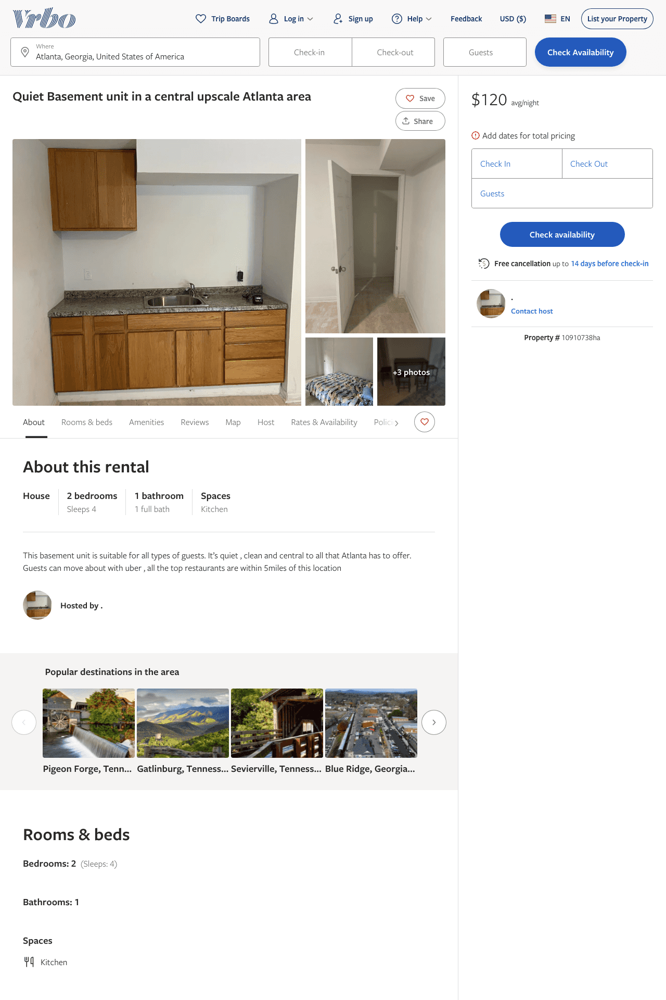 Vrbo
Trip Boards
Log in
Sign up
Help
Feedback
USD ($)
EN
List your Property
Where
Atlanta, Georgia, United States of America
Check-in
Check-out
Guests
Check Availability
Quiet Basement unit in a central upscale Atlanta area
Save
Share
+3 photos
$120 avg/night
Add dates for total pricing
Check In
Check Out
Guests
Check availability
Free cancellation up to 14 days before check-in
.
Contact host
Property # 10910738ha
About
Rooms & beds
Amenities
Reviews
Map
Host
Rates & Availability
Polici
About this rental
House
2 bedrooms
Sleeps 4
1 bathroom
1 full bath
Spaces
Kitchen
This basement unit is suitable for all types of guests. It’s quiet , clean and central to all that Atlanta has to offer.
Guests can move about with uber , all the top restaurants are within 5miles of this location
Hosted by .
Popular destinations in the area
Pigeon Forge, Tenn...
Gatlinburg, Tenness...
Sevierville, Tenness...
Blue Ridge, Georgia...
Rooms & beds
Bedrooms: 2 (Sleeps: 4)
Bathrooms: 1
Spaces
Kitchen